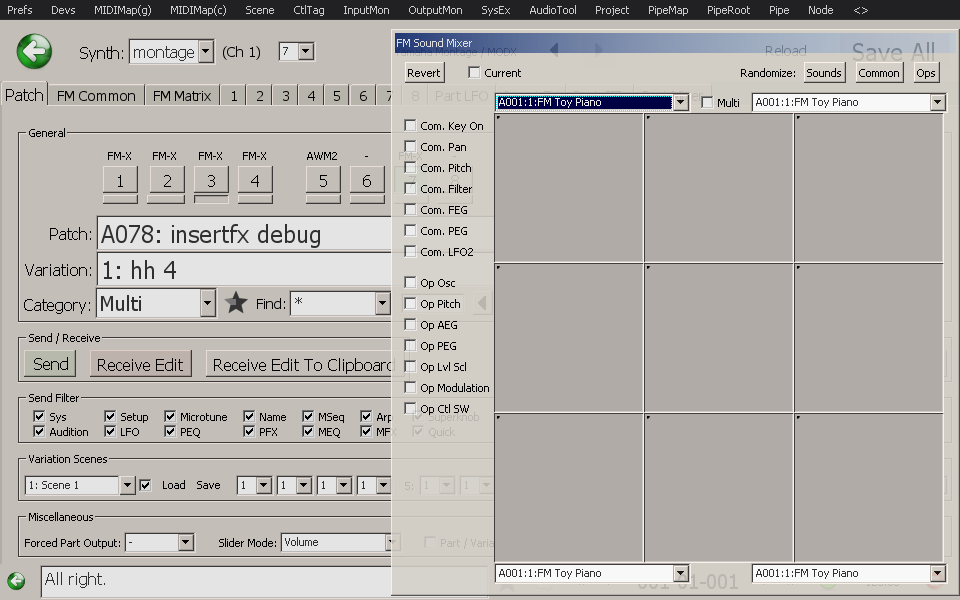 Prefs Devs MIDIMap(g) MIDIMap(c) Scene CtlTag InputMon OutputMon SysEx AudioTool Project PipeMap PipeRoot Pipe Node <>
Synth: montage (Ch 1) 7
Reload Save All
FM Sound Mixer
Revert Current Randomize: Sounds Common Ops
Patch FM Common FM Matrix 1 2 3 4 5 6 7 8 Part LFO
A001:1:FM Toy Piano Multi A001:1:FM Toy Piano
General
FM-X FM-X FM-X FM-X AWM2 -
1 2 3 4 5 6
Patch: A078: insertfx debug
Variation: 1: hh 4
Category: Multi Find: *
Send / Receive
Send Receive Edit Receive Edit To Clipboard
Send Filter
Sys Setup Microtune Name MSeq Arp Superknob
Audition LFO PEQ PFX MEQ MFX Quick
Variation Scenes
1: Scene 1 Load Save 1 1 1 1 5: 1 1
Miscellaneous
Forced Part Output: - Slider Mode: Volume Part / Varia
All right.
Com. Key On
Com. Pan
Com. Pitch
Com. Filter
Com. FEG
Com. PEG
Com. LFO2
Op Osc
Op Pitch
Op AEG
Op PEG
Op Lvl Scl
Op Modulation
Op Ctl SW
A001:1:FM Toy Piano A001:1:FM Toy Piano
001-01-001